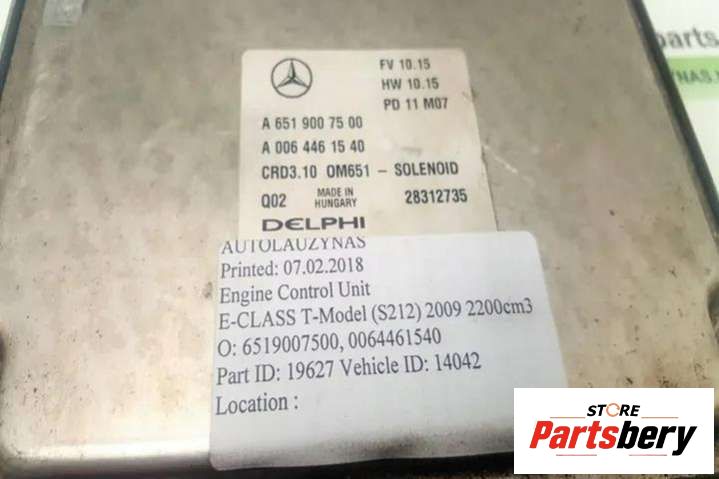 FV 10.15
HW 10.15
PD 11 M07
A 651 900 75 00
A 006 446 15 40
CRD3.10 OM651 - SOLENOID
Q02 MADE IN HUNGARY 28312735
DELPHI
AUTOLAUZYNAS
Printed: 07.02.2018
Engine Control Unit
E-CLASS T-Model (S212) 2009 2200cm3
O: 6519007500, 0064461540
Part ID: 19627 Vehicle ID: 14042
Location :
parts.
YNAS.
STORE
Partsbery